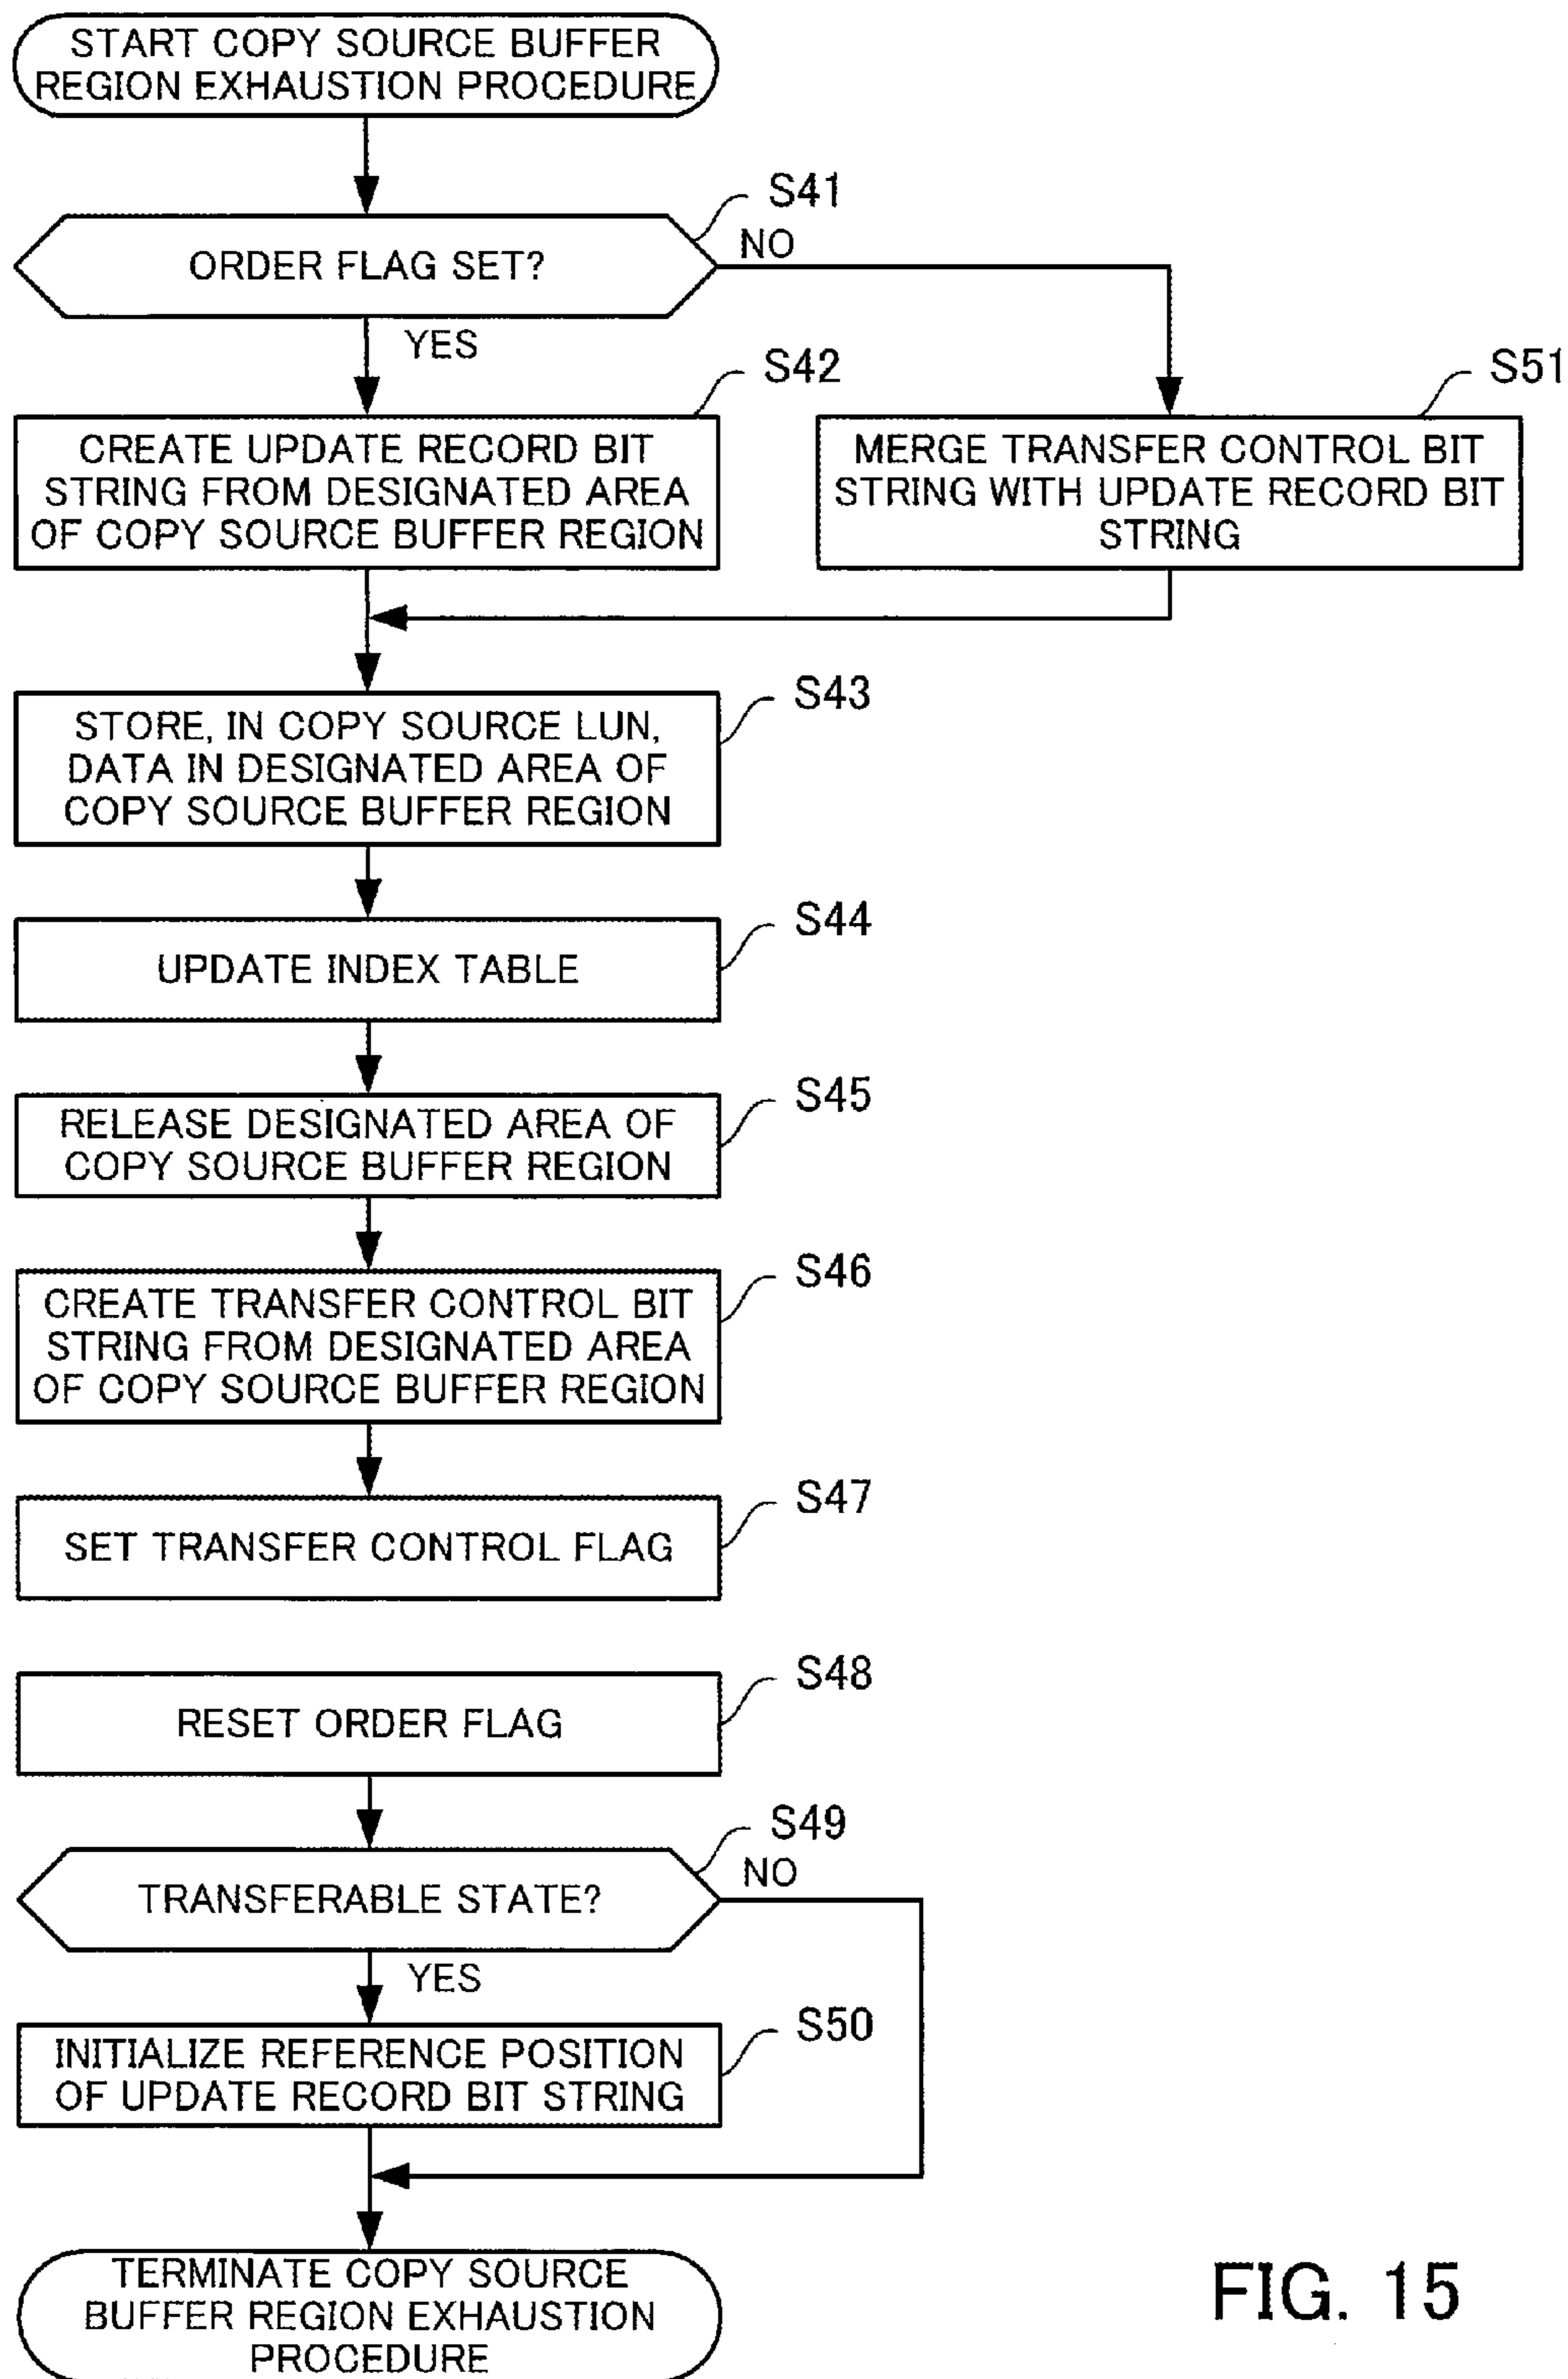 START COPY SOURCE BUFFER
REGION EXHAUSTION PROCEDURE
S41
ORDER FLAG SET?
NO
YES
S42
CREATE UPDATE RECORD BIT
STRING FROM DESIGNATED AREA
OF COPY SOURCE BUFFER REGION
S51
MERGE TRANSFER CONTROL BIT
STRING WITH UPDATE RECORD BIT
STRING
S43
STORE, IN COPY SOURCE LUN,
DATA IN DESIGNATED AREA OF
COPY SOURCE BUFFER REGION
S44
UPDATE INDEX TABLE
S45
RELEASE DESIGNATED AREA OF
COPY SOURCE BUFFER REGION
S46
CREATE TRANSFER CONTROL BIT
STRING FROM DESIGNATED AREA
OF COPY SOURCE BUFFER REGION
S47
SET TRANSFER CONTROL FLAG
S48
RESET ORDER FLAG
S49
TRANSFERABLE STATE?
NO
YES
S50
INITIALIZE REFERENCE POSITION
OF UPDATE RECORD BIT STRING
TERMINATE COPY SOURCE
BUFFER REGION EXHAUSTION
PROCEDURE
FIG. 15